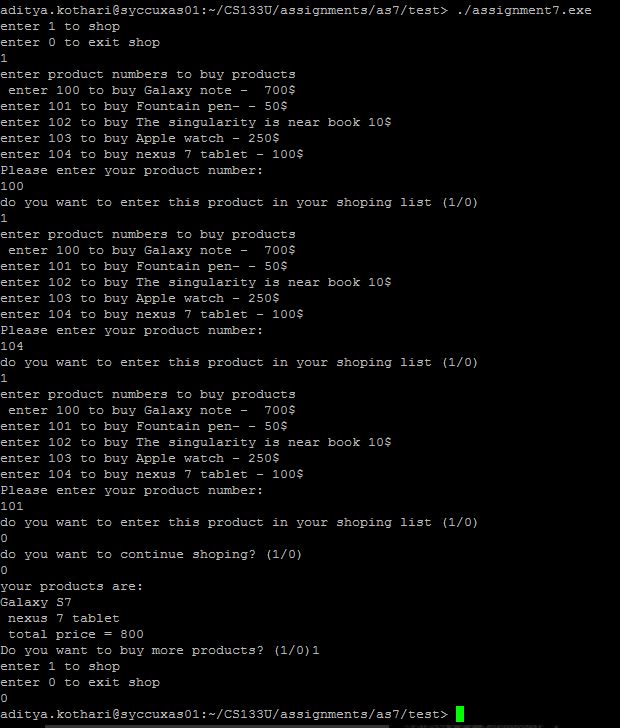 aditya.kothari@syccuxas01:~/CS133U/assignments/as7/test> ./assignment7.exe
enter 1 to shop
enter 0 to exit shop
1
enter product numbers to buy products
 enter 100 to buy Galaxy note -  700$
enter 101 to buy Fountain pen- - 50$
enter 102 to buy The singularity is near book 10$
enter 103 to buy Apple watch - 250$
enter 104 to buy nexus 7 tablet - 100$
Please enter your product number:
100
do you want to enter this product in your shoping list (1/0)
1
enter product numbers to buy products
 enter 100 to buy Galaxy note -  700$
enter 101 to buy Fountain pen- - 50$
enter 102 to buy The singularity is near book 10$
enter 103 to buy Apple watch - 250$
enter 104 to buy nexus 7 tablet - 100$
Please enter your product number:
104
do you want to enter this product in your shoping list (1/0)
1
enter product numbers to buy products
 enter 100 to buy Galaxy note -  700$
enter 101 to buy Fountain pen- - 50$
enter 102 to buy The singularity is near book 10$
enter 103 to buy Apple watch - 250$
enter 104 to buy nexus 7 tablet - 100$
Please enter your product number:
101
do you want to enter this product in your shoping list (1/0)
0
do you want to continue shoping? (1/0)
0
your products are:
Galaxy S7
 nexus 7 tablet
 total price = 800
Do you want to buy more products? (1/0)1
enter 1 to shop
enter 0 to exit shop
0
aditya.kothari@syccuxas01:~/CS133U/assignments/as7/test>